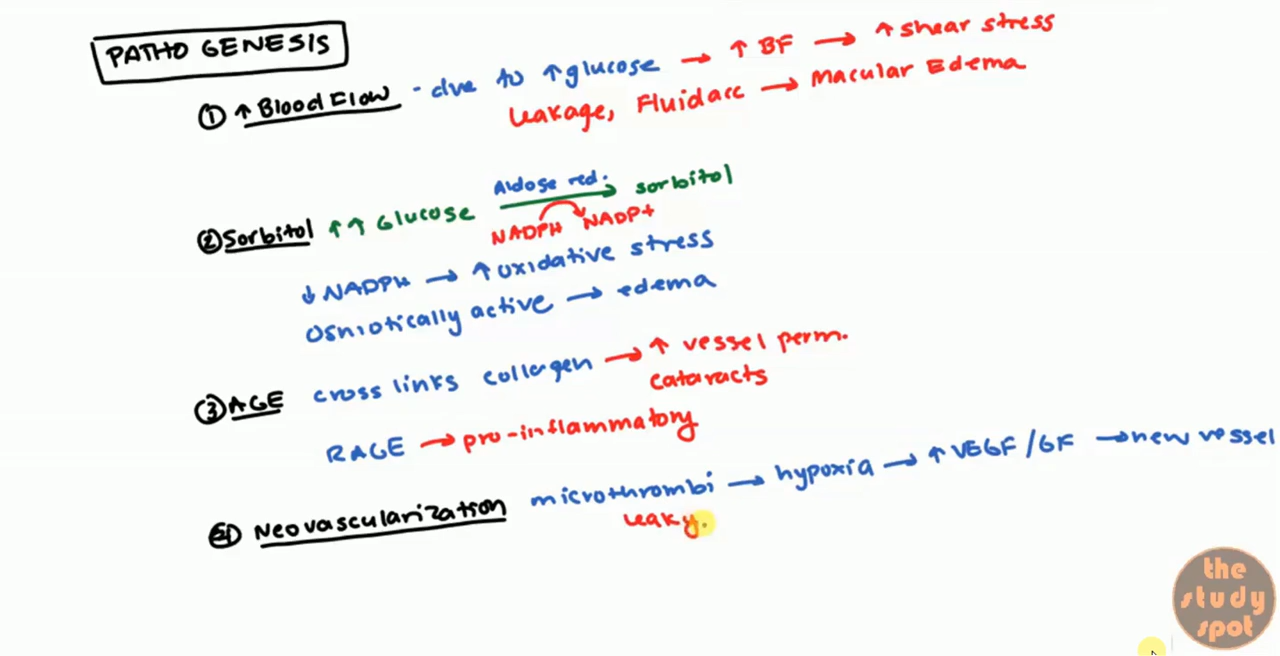 PATHOGENESIS
① ↑ Blood Flow - due to ↑ glucose → ↑ BF → ↑ shear stress
Leakage, Fluid acc → Macular Edema
② Sorbitol ↑↑ Glucose Aldose red. → sorbitol
NADPH NADP+
↓ NADPH → ↑ oxidative stress
Osmotically active → edema
③ AGE cross links collagen → ↑ vessel perm.
cataracts
RAGE → pro-inflammatory
④ Neovascularization microthrombi → hypoxia → ↑ VEGF/GF → new vessel
leaky.
the
study
spot